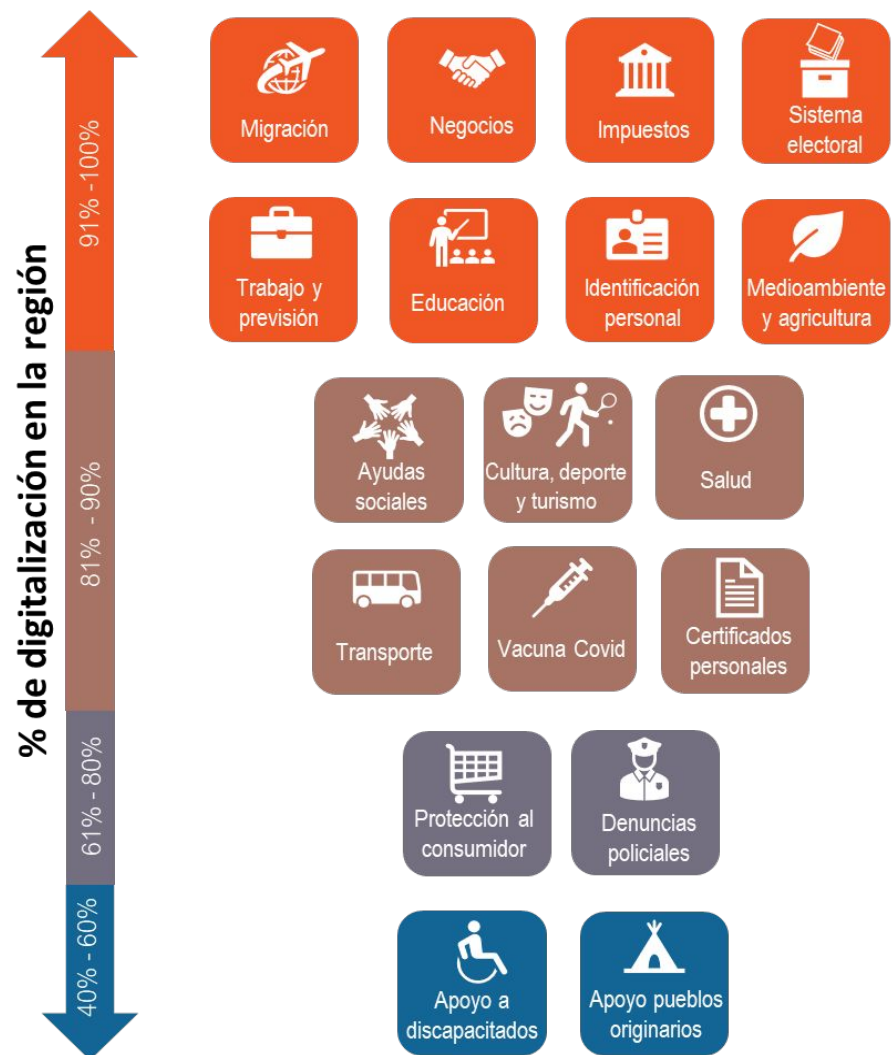 % de digitalización en la región
91% -100%
Migración
Negocios
Impuestos
Sistema
electoral
Trabajo y
previsión
Educación
Identificación
personal
Medioambiente
y agricultura
81% - 90%
Ayudas
sociales
Cultura, deporte
y turismo
Salud
Transporte
Vacuna Covid
Certificados
personales
61% - 80%
Protección al
consumidor
Denuncias
policiales
40% - 60%
Apoyo a
discapacitados
Apoyo pueblos
originarios